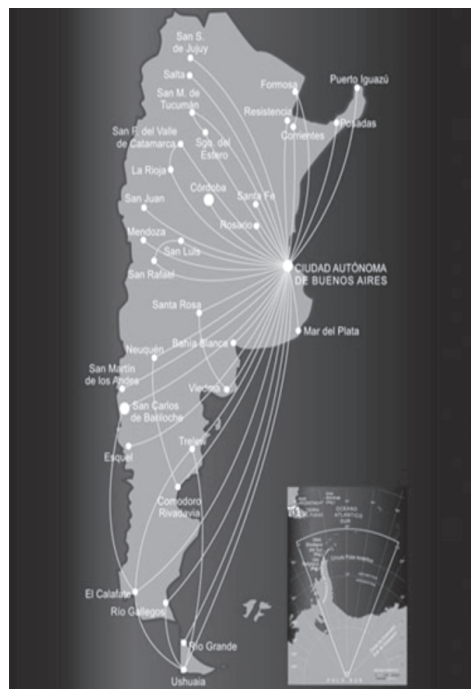 San S.
de Jujuy
Salta
San M. de
Tucumán
San F. del Valle
de Catamarca
Sgo. del
Estero
La Rioja
Formosa
Puerto Iguazú
Resistencia
Corrientes
Posadas
Córdoba
Santa Fe
San Juan
Mendoza
Rosario
San Luis
San Rafael
CIUDAD AUTÓNOMA
DE BUENOS AIRES
Santa Rosa
Mar del Plata
Neuquén
Bahía Blanca
San Martín
de los Andes
Viedma
San Carlos
de Bariloche
Esquel
Trelew
Comodoro
Rivadavia
El Calafate
Río Gallegos
Río Grande
Ushuaia
OCÉANO
ATLÁNTICO
SUR
Círculo Polar Antártico
POLO SUR